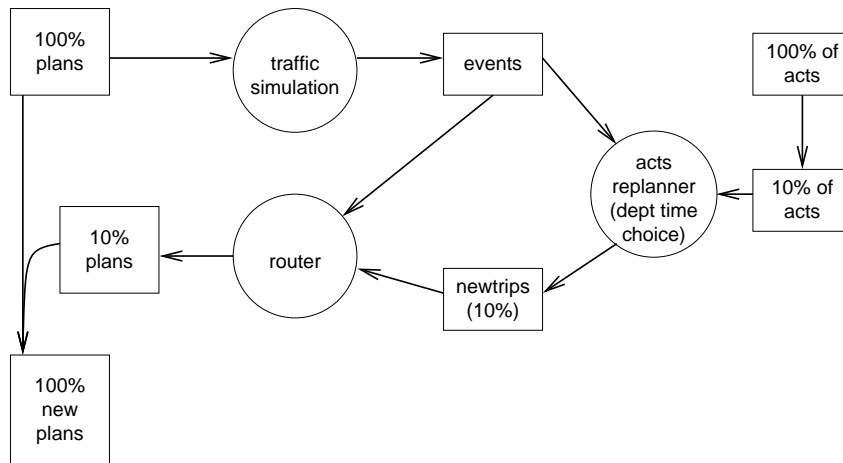 100%
plans
traffic
simulation
events
100% of
acts
acts
replanner
(dept time
choice)
10% of
acts
10%
plans
router
newtrips
(10%)
100%
new
plans